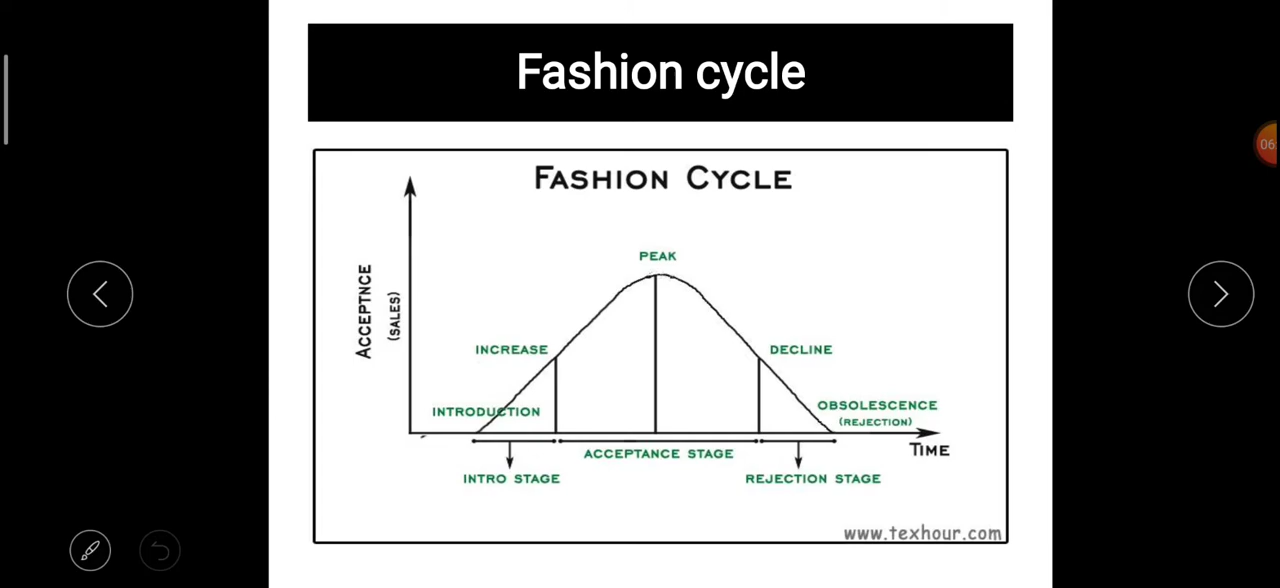 Fashion cycle
FASHION CYCLE
ACCEPTNCE
(SALES)
PEAK
INCREASE
DECLINE
INTRODUCTION
OBSOLESCENCE
(REJECTION)
TIME
ACCEPTANCE STAGE
INTRO STAGE
REJECTION STAGE
www.texhour.com